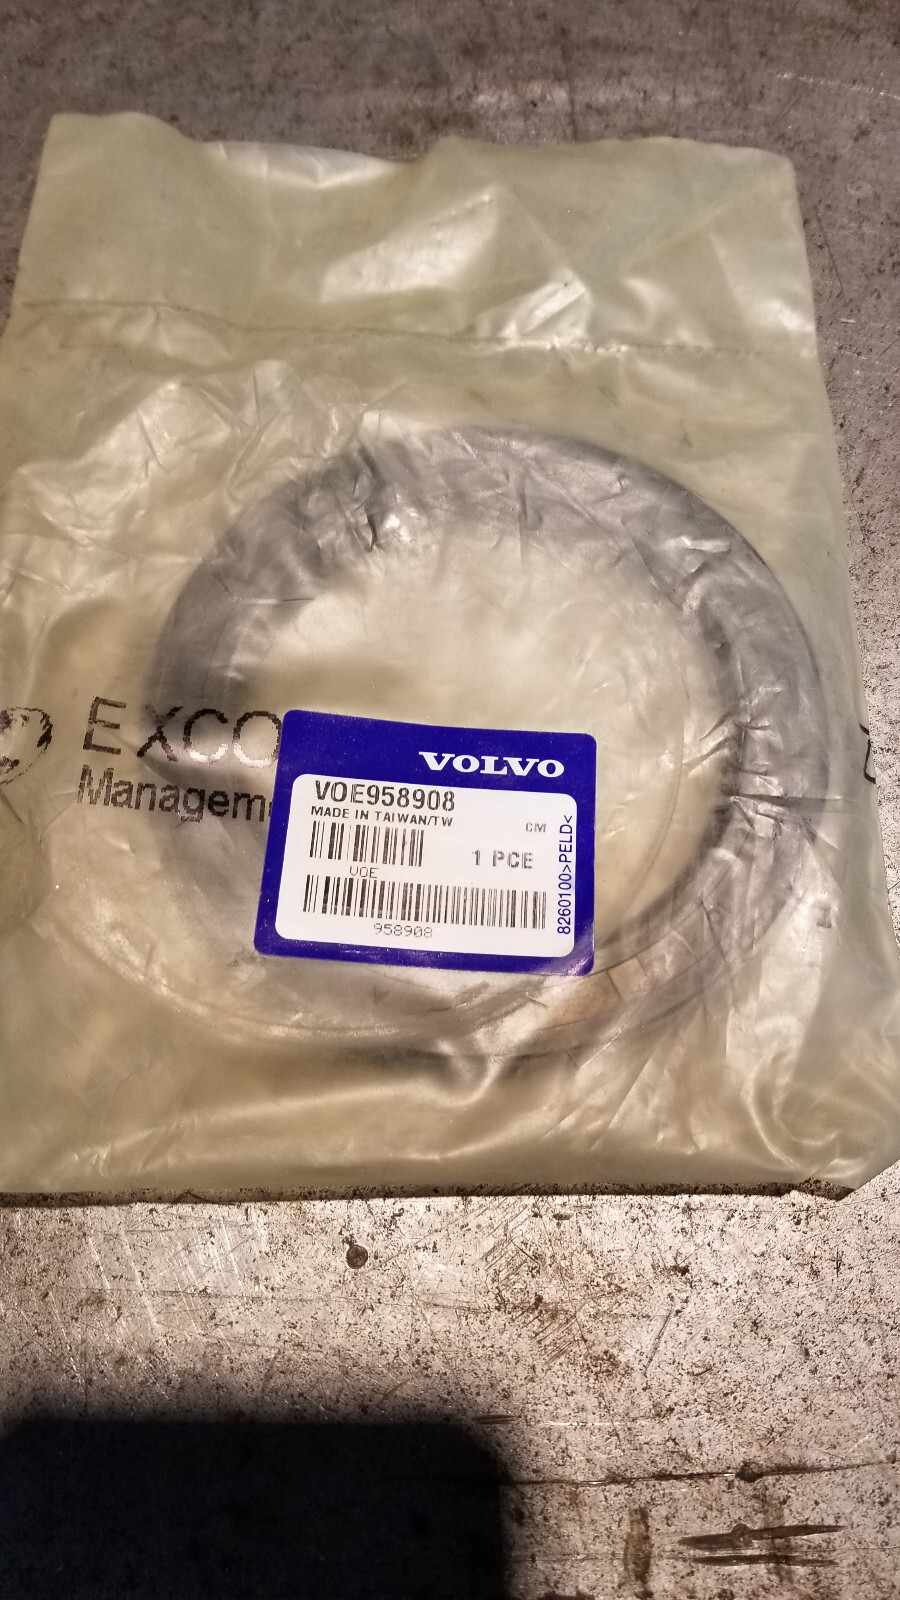 EXCO
Managem
VOLVO
VOE958908
MADE IN TAIWAN/TW
CM
1 PCE
VOE
958908
8260100>PELD<